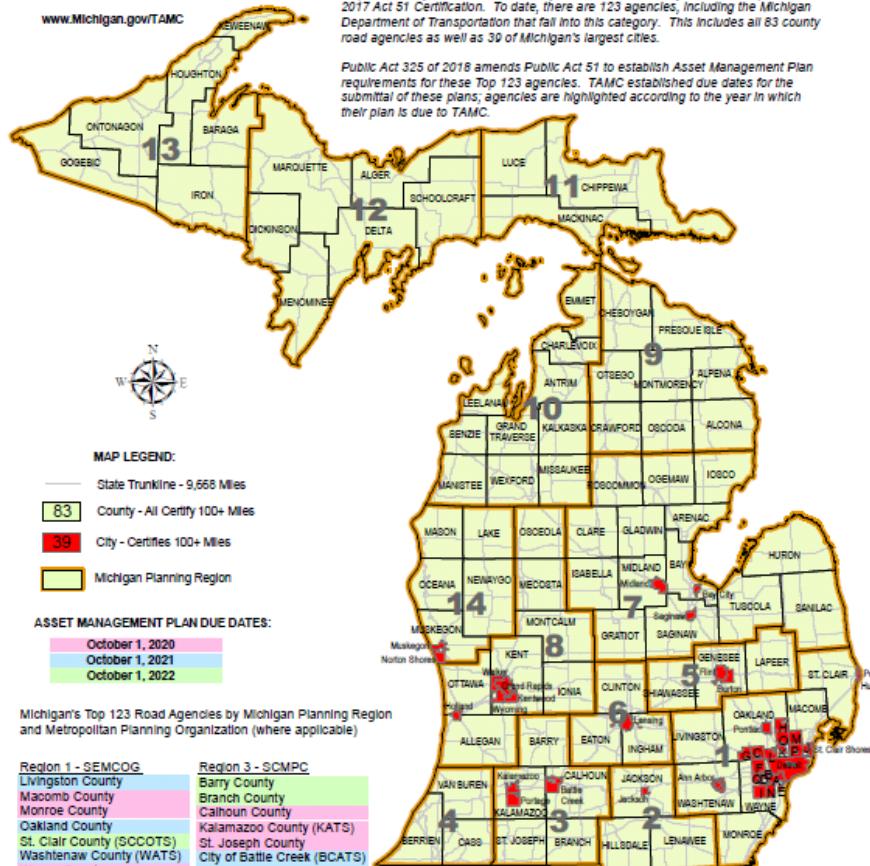 www.Michigan.gov/TAMC
2017 Act 51 Certification. To date, there are 123 agencies, including the Michigan
Department of Transportation that fall into this category. This includes all 83 county
road agencies as well as 39 of Michigan's largest cities.
Public Act 325 of 2018 amends Public Act 51 to establish Asset Management Plan
requirements for these Top 123 agencies. TAMC established due dates for the
submittal of these plans; agencies are highlighted according to the year in which
their plan is due to TAMC.
KEWEENAW
HOUGHTON
ONTONAGON
BARAGA
13
GOGEBIC
IRON
MARQUETTE
ALGER
SCHOOLCRAFT
12
DICKINSON
DELTA
MENOMINEE
LUCE
11
CHIPPEWA
MACKINAC
N
W E
S
EMMET
CHEBOYGAN
PRESQUE ISLE
CHARLEVOIX
9
ANTRIM
OTSEGO
MONTMORENCY
ALPENA
LEELANAU
10
BENZIE
GRAND
TRAVERSE
KALKASKA
CRAWFORD
OSCODA
ALCONA
MANISTEE
WEXFORD
MISSAUKEE
ROSCOMMON
OGEMAW
IOSCO
MAP LEGEND:
State Trunkline - 9,668 Miles
83 County - All Certify 100+ Miles
39 City - Certifies 100+ Miles
Michigan Planning Region
MASON
LAKE
OSCEOLA
CLARE
GLADWIN
ARENAC
HURON
OCEANA
NEWAYGO
MECOSTA
ISABELLA
MIDLAND
Midland
BAY
Bay City
14
7
TUSCOLA
SANILAC
MUSKEGON
Muskegon
Norton Shores
MONTCALM
8
GRATIOT
Saginaw
SAGINAW
KENT
Walker
Grand Rapids
Kentwood
Wyoming
OTTAWA
Holland
IONIA
CLINTON
SHIAWASSEE
5
GENESEE
Flint
Burton
LAPEER
ST. CLAIR
ALLEGAN
BARRY
EATON
6
Lansing
INGHAM
LIVINGSTON
OAKLAND
Pontiac
MACOMB
St. Clair Shores
1
Detroit
VAN BUREN
Kalamazoo
Portage
KALAMAZOO
CALHOUN
Battle
Creek
JACKSON
Jackson
Ann Arbor
WASHTENAW
WAYNE
4
3
2
BERRIEN
CASS
ST. JOSEPH
BRANCH
HILLSDALE
LENAWEE
MONROE
ASSET MANAGEMENT PLAN DUE DATES:
October 1, 2020
October 1, 2021
October 1, 2022
Michigan's Top 123 Road Agencies by Michigan Planning Region
and Metropolitan Planning Organization (where applicable)
Region 1 - SEMCOG
Livingston County
Macomb County
Monroe County
Oakland County
St. Clair County (SCCOTS)
Washtenaw County (WATS)
Region 3 - SCMPC
Barry County
Branch County
Calhoun County
Kalamazoo County (KATS)
St. Joseph County
City of Battle Creek (BCATS)